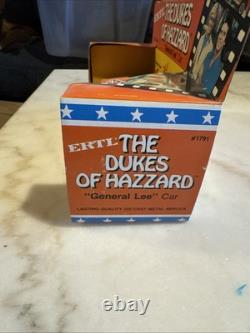 THE DUKES
OF HAZZARD
ERTL
#1791
THE
DUKES
OF HAZZARD
"General Lee" Car
LASTING QUALITY DIE-CAST METAL REPLICA